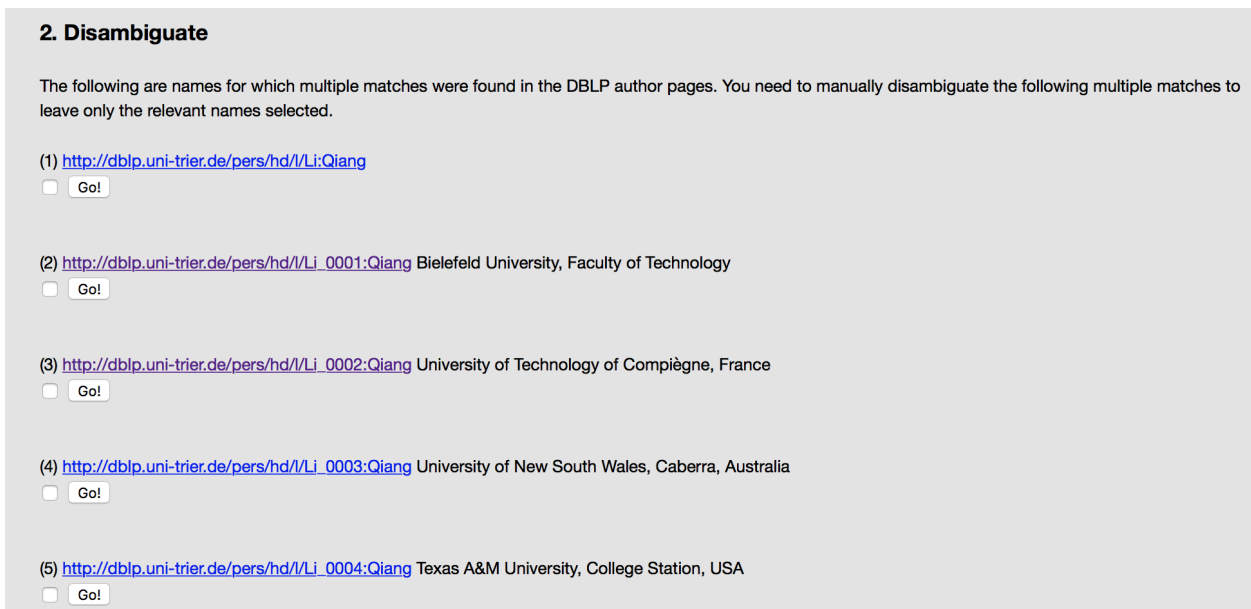 2. Disambiguate
The following are names for which multiple matches were found in the DBLP author pages. You need to manually disambiguate the following multiple matches to
leave only the relevant names selected.
(1) http://dblp.uni-trier.de/pers/hd/l/Li:Qiang
Go!
(2) http://dblp.uni-trier.de/pers/hd/l/Li_0001:Qiang Bielefeld University, Faculty of Technology
Go!
(3) http://dblp.uni-trier.de/pers/hd/l/Li_0002:Qiang University of Technology of Compiègne, France
Go!
(4) http://dblp.uni-trier.de/pers/hd/l/Li_0003:Qiang University of New South Wales, Caberra, Australia
Go!
(5) http://dblp.uni-trier.de/pers/hd/l/Li_0004:Qiang Texas A&M University, College Station, USA
Go!